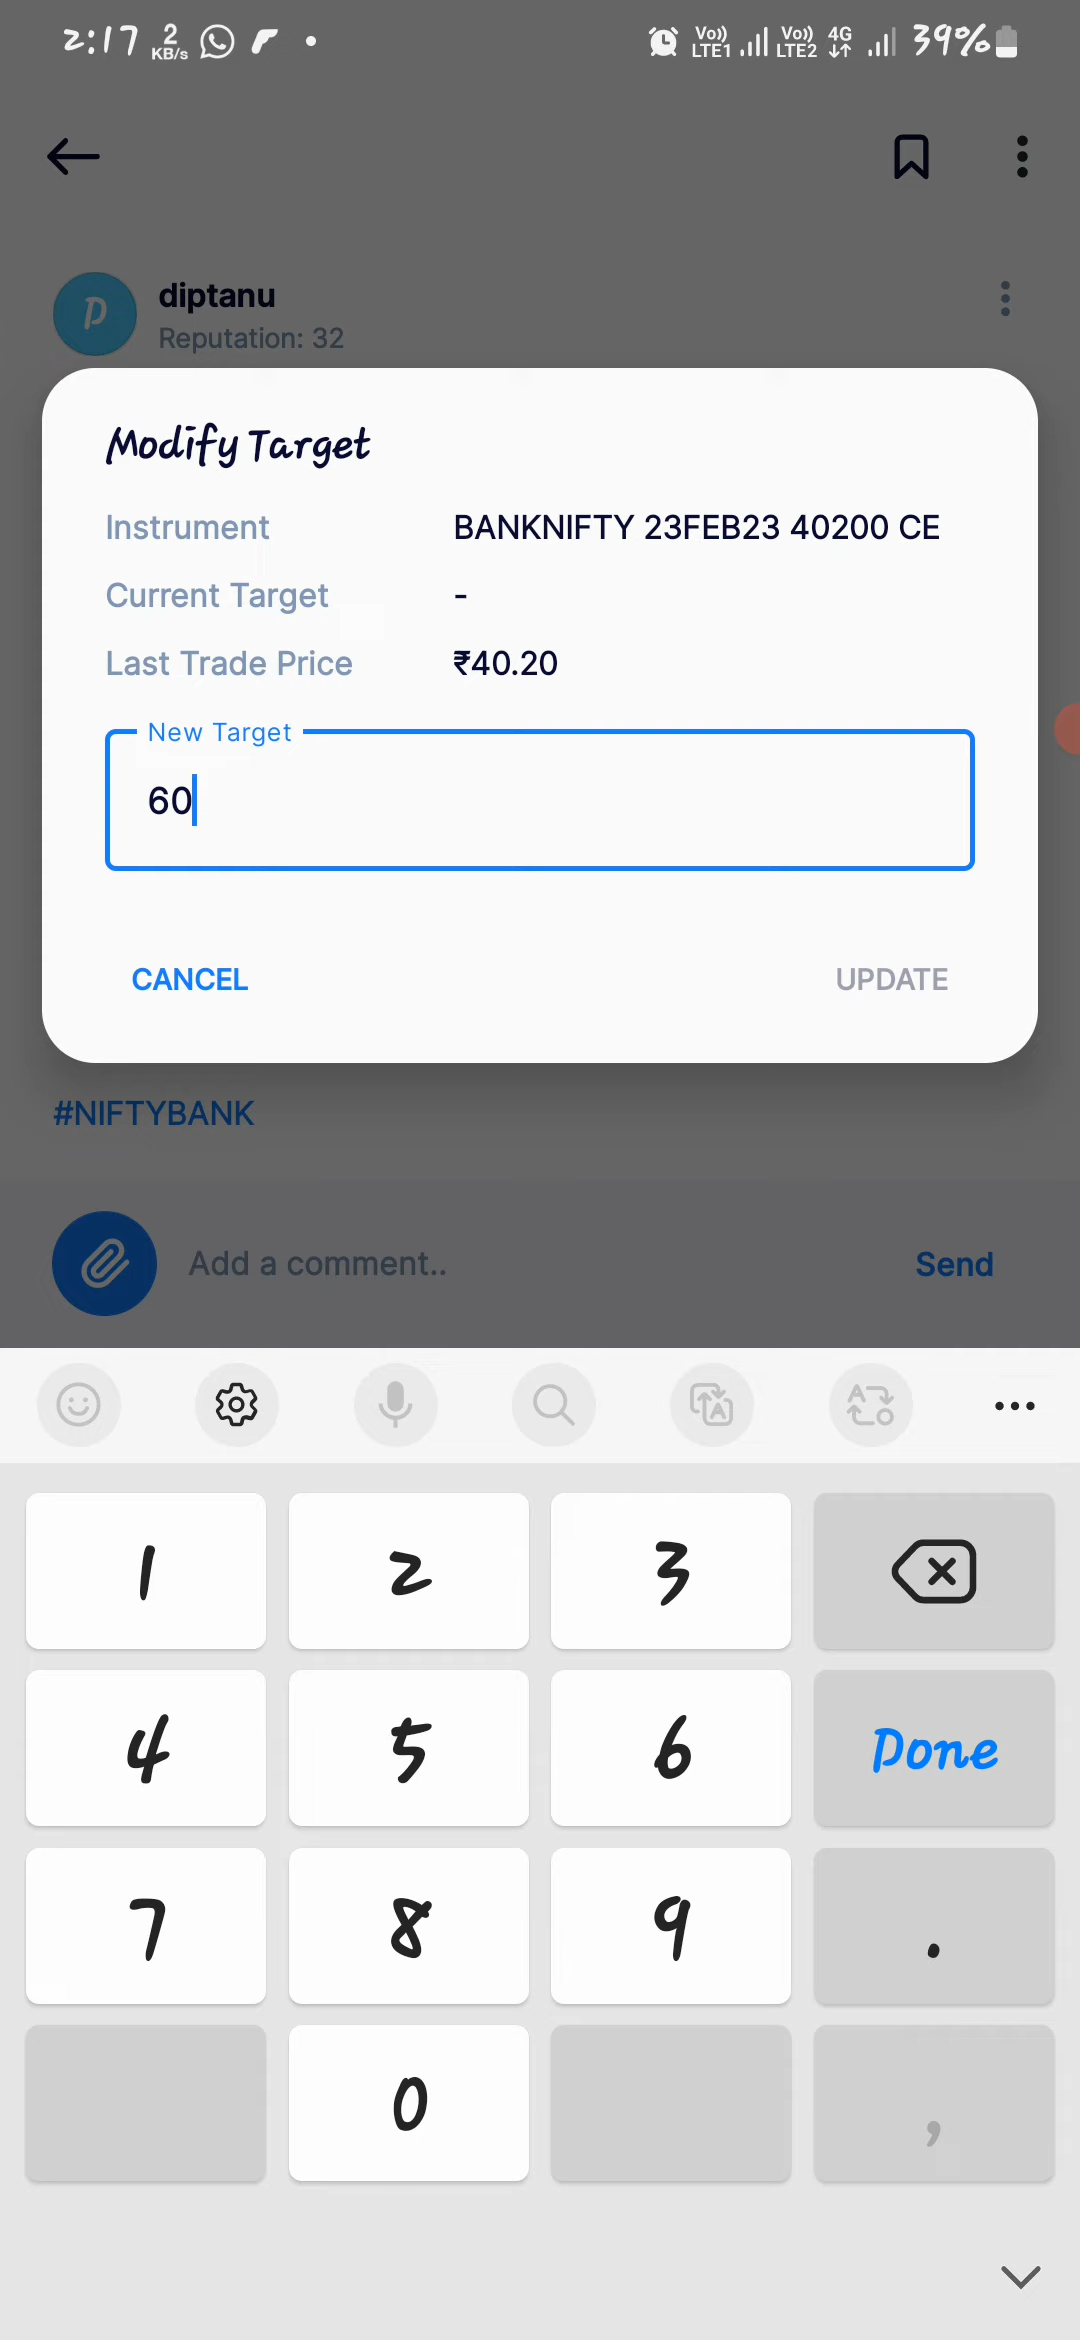 2:17 2 KB/s Vo)) LTE1 Vo)) LTE2 4G 39%
P diptanu
Reputation: 32
Modify Target
Instrument BANKNIFTY 23FEB23 40200 CE
Current Target -
Last Trade Price ₹40.20
New Target
60
CANCEL UPDATE
#NIFTYBANK
Add a comment.. Send
1 2 3
4 5 6 Done
7 8 9 .
0 ,